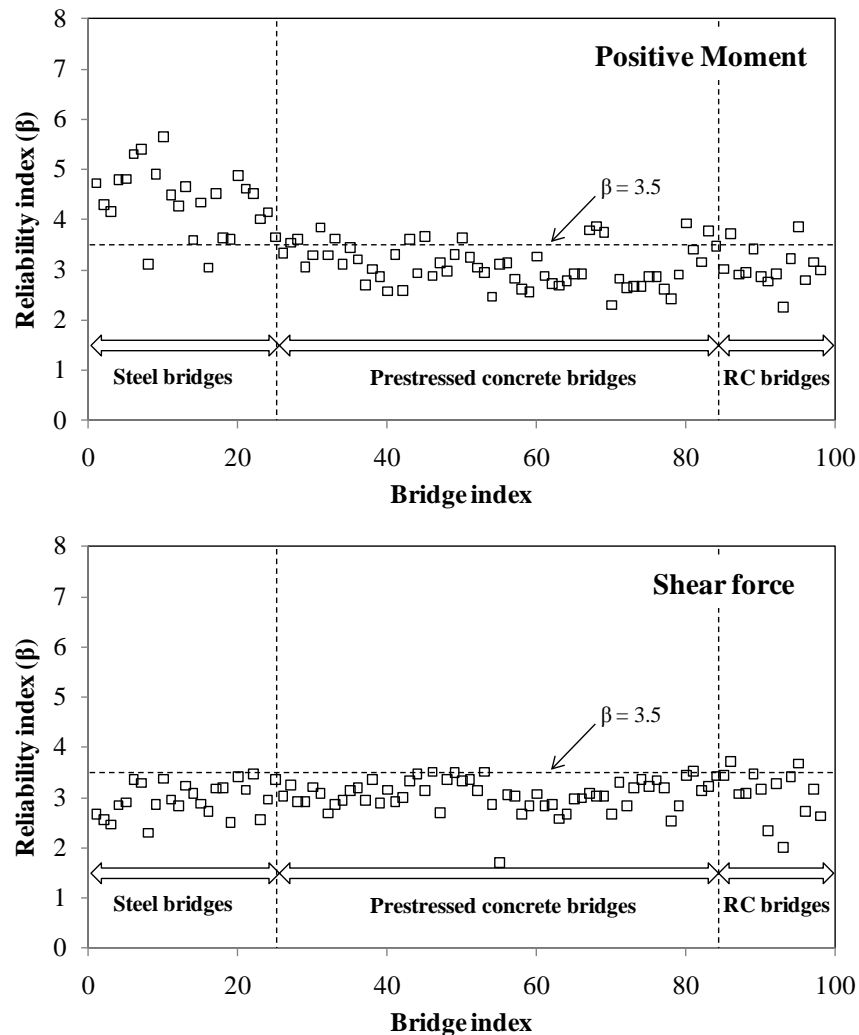 8
Positive Moment
7
6
5
β = 3.5
4
3
2
Steel bridges Prestressed concrete bridges RC bridges
1
0
0 20 40 60 80 100
Reliability index (β)
Bridge index
8
Shear force
7
6
5
β = 3.5
4
3
2
1
Steel bridges Prestressed concrete bridges RC bridges
0
0 20 40 60 80 100
Reliability index (β)
Bridge index